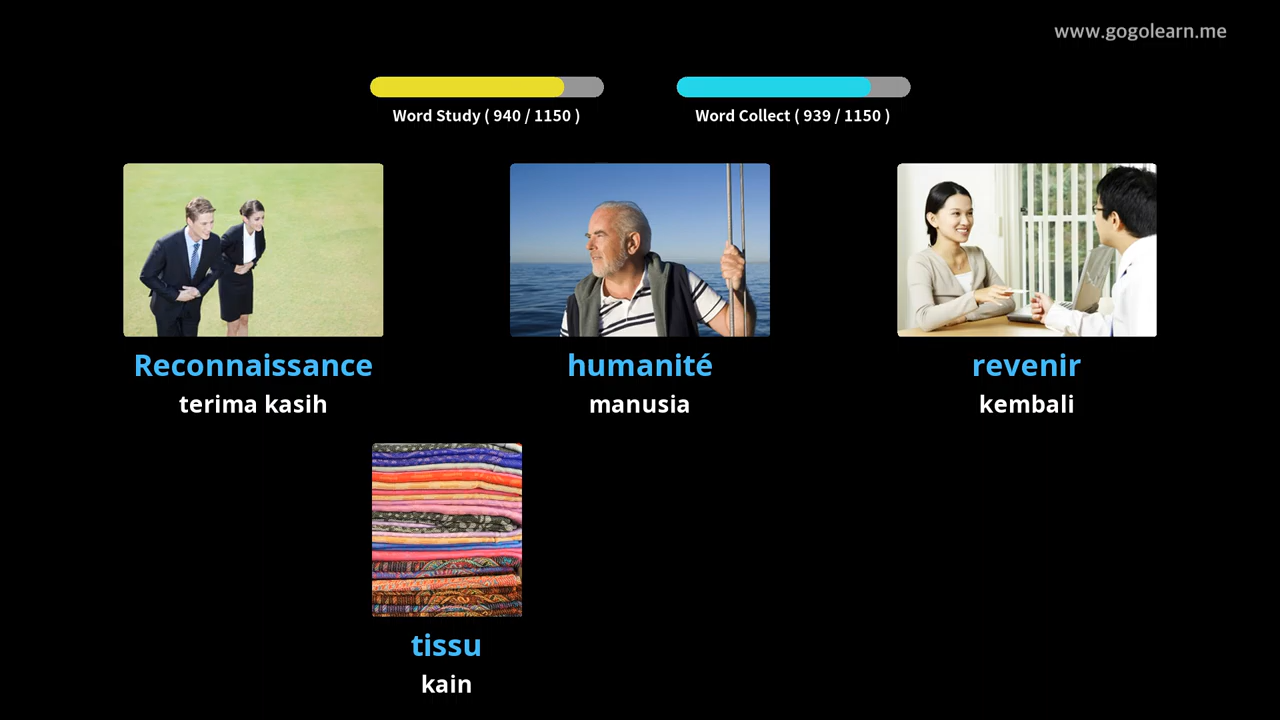 www.gogolearn.me
Word Study ( 940 / 1150 )
Word Collect ( 939 / 1150 )
Reconnaissance
terima kasih
humanité
manusia
revenir
kembali
tissu
kain